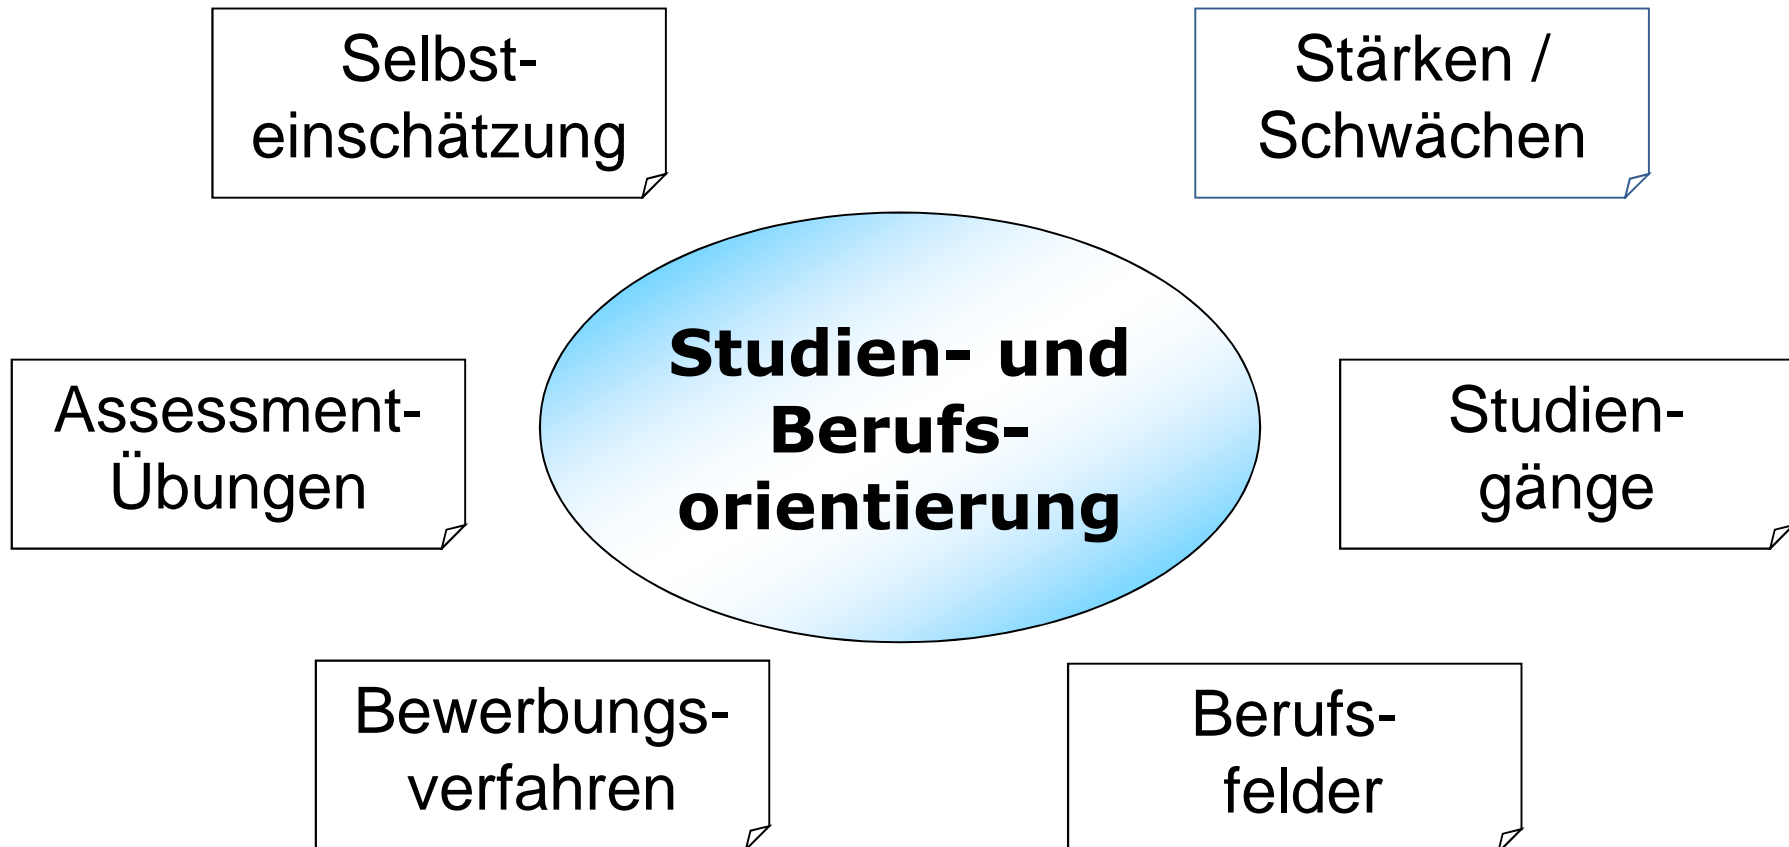 Selbst-
einschätzung
Stärken /
Schwächen
Studien- und
Berufs-
orientierung
Assessment-
Übungen
Studien-
gänge
Bewerbungs-
verfahren
Berufs-
felder